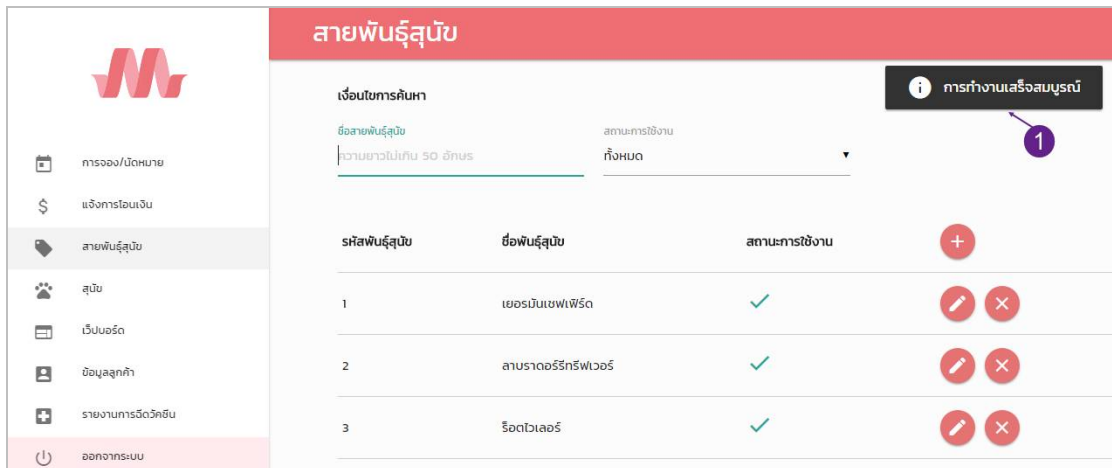 สายพันธุ์สุนัข
การทำงานเสร็จสมบูรณ์
1
เงื่อนไขการค้นหา
ชื่อสายพันธุ์สุนัข
สถานะการใช้งาน
ความยาวไม่เกิน 50 อักษร
ทั้งหมด
การจอง/นัดหมาย
แจ้งการโอนเงิน
สายพันธุ์สุนัข
สุนัข
เว็ปบอร์ด
ข้อมูลลูกค้า
รายงานการฉีดวัคซีน
ออกจากระบบ
รหัสพันธุ์สุนัข ชื่อพันธุ์สุนัข สถานะการใช้งาน
1 เยอรมันเชฟเฟิร์ด
2 ลาบราดอร์รีทรีฟเวอร์
3 ร็อตไวเลอร์